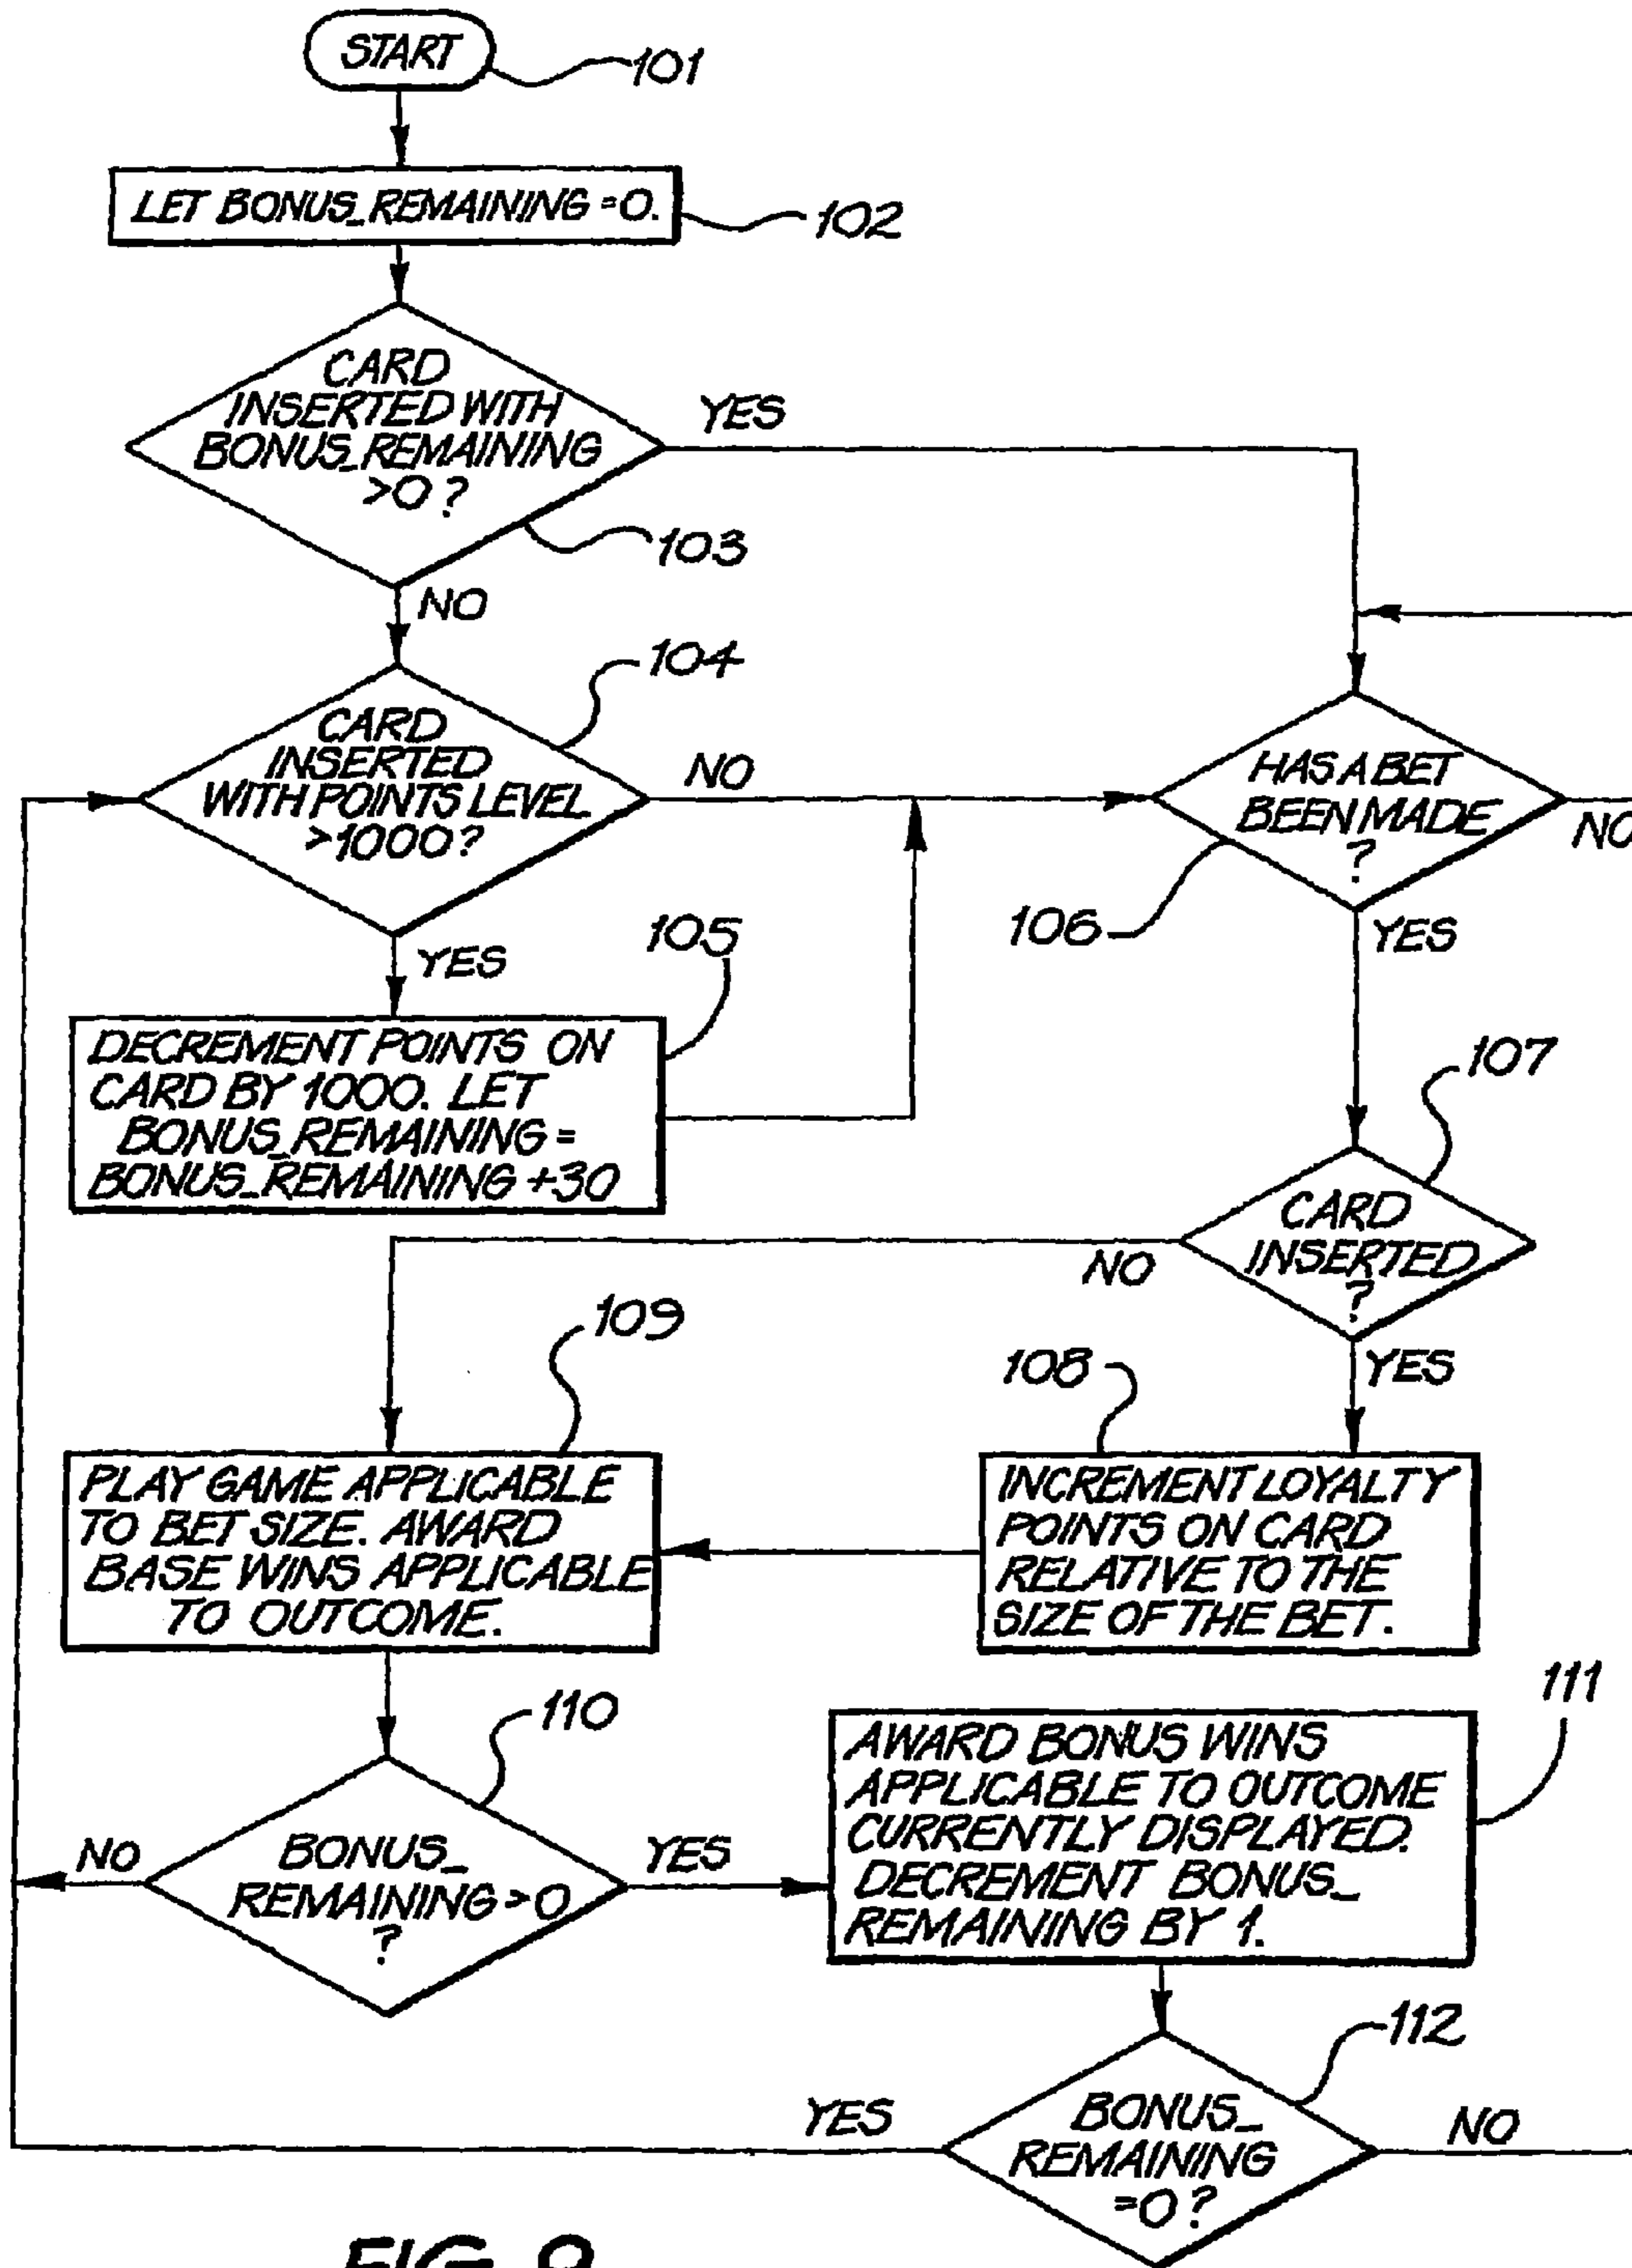 START
101
LET BONUS_REMAINING =0.
102
CARD
INSERTED WITH
BONUS_REMAINING
>0?
YES
103
NO
104
CARD
INSERTED
WITH POINTS LEVEL
>1000?
NO
HAS A BET
BEEN MADE
?
NO
106
YES
YES
105
DECREMENT POINTS ON
CARD BY 1000. LET
BONUS_REMAINING =
BONUS_REMAINING +30
107
CARD
INSERTED
?
NO
YES
109
108
PLAY GAME APPLICABLE
TO BET SIZE. AWARD
BASE WINS APPLICABLE
TO OUTCOME.
INCREMENT LOYALTY
POINTS ON CARD
RELATIVE TO THE
SIZE OF THE BET.
110
111
BONUS_
REMAINING >0
?
NO
YES
AWARD BONUS WINS
APPLICABLE TO OUTCOME
CURRENTLY DISPLAYED.
DECREMENT BONUS_
REMAINING BY 1.
112
BONUS_
REMAINING
=0?
YES
NO